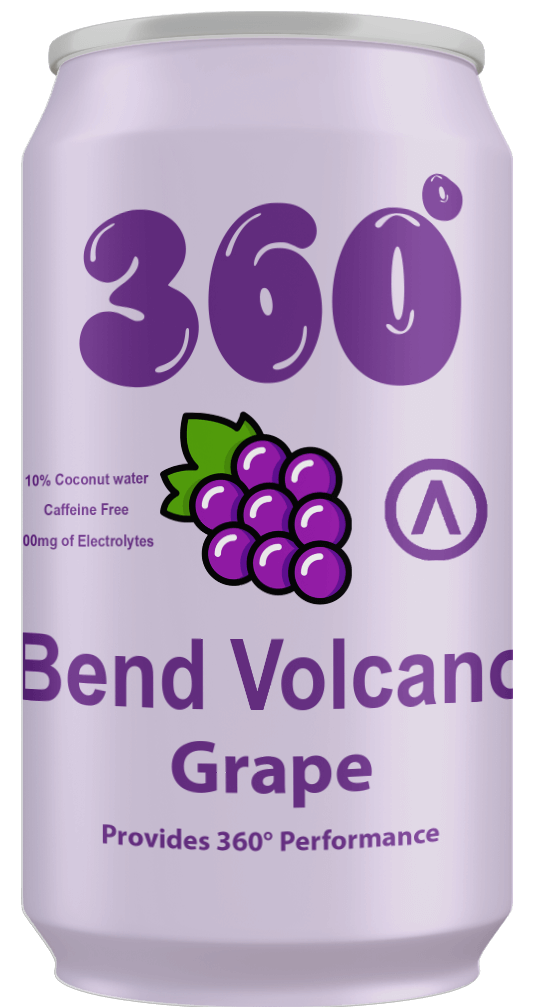 360°
10% Coconut water
Caffeine Free
00mg of Electrolytes
Bend Volcano
Grape
Provides 360° Performance